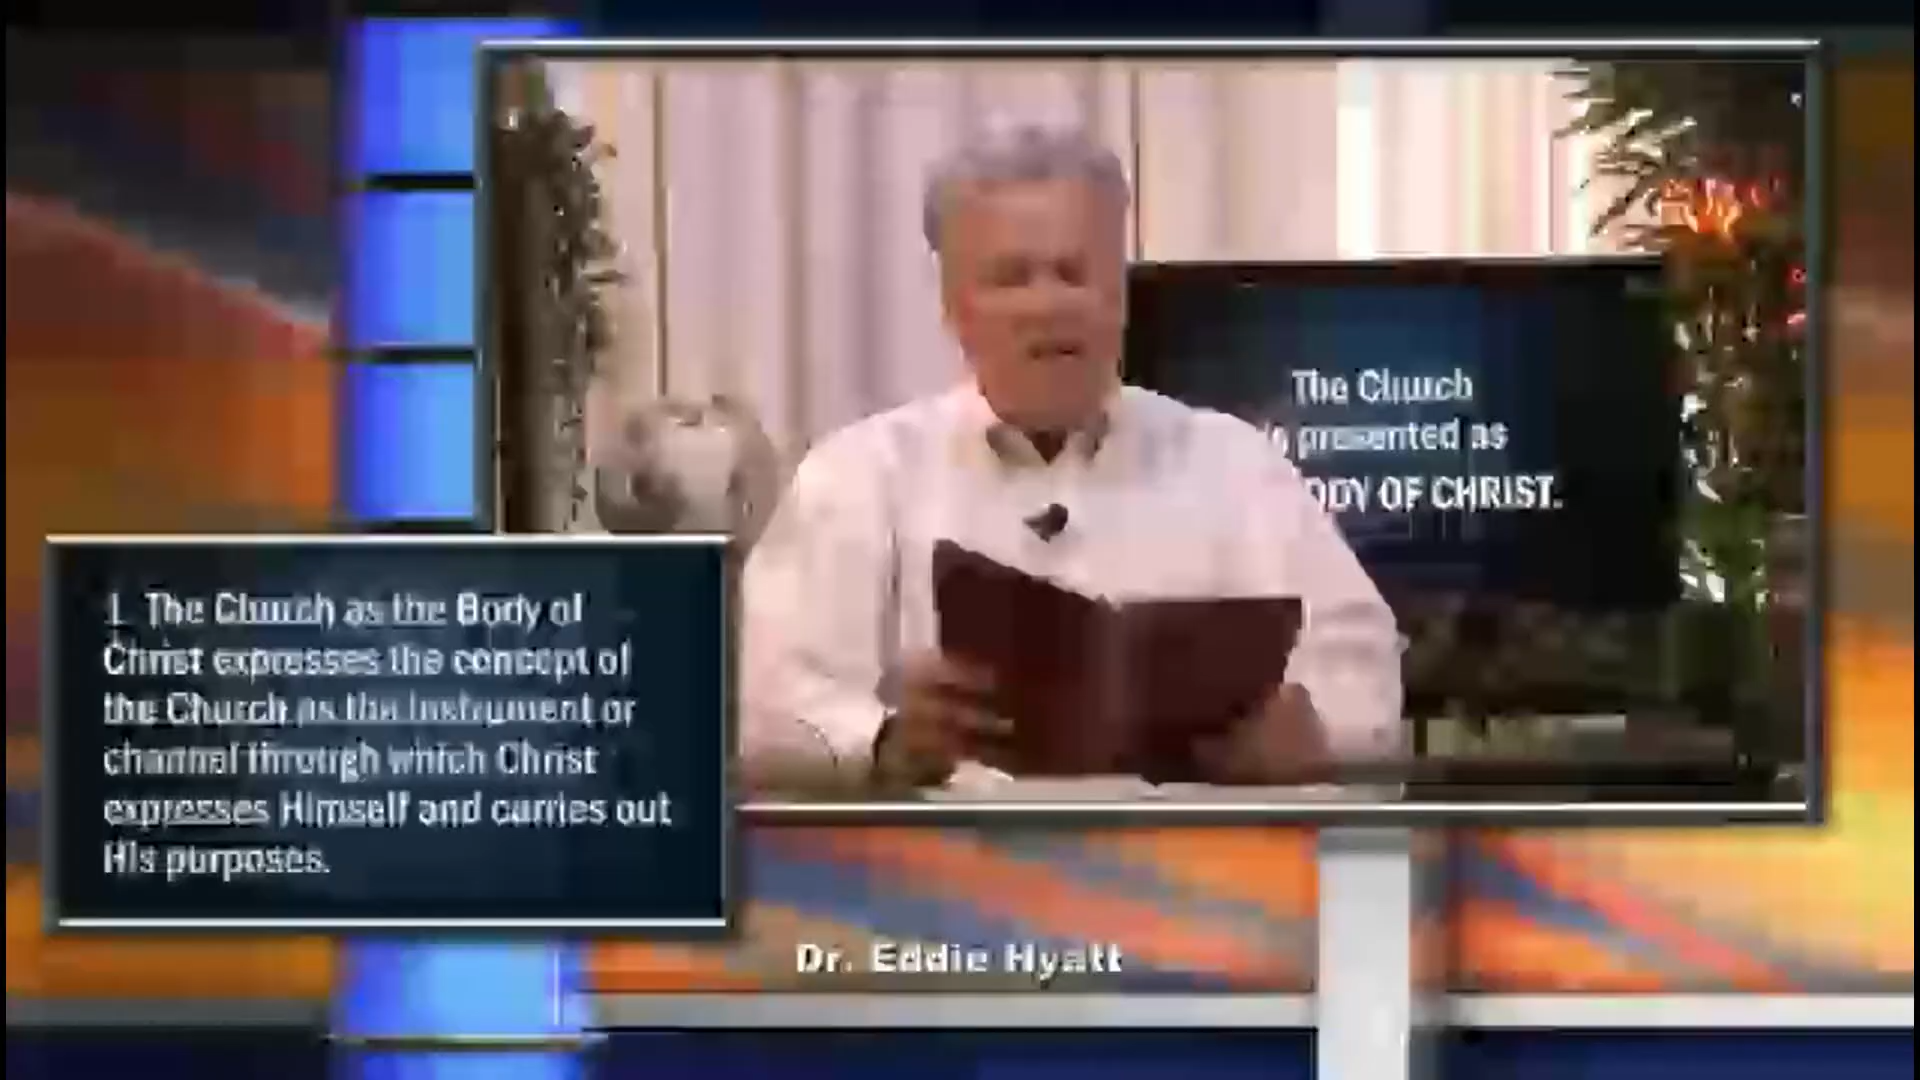 The Church
presented as
ODY OF CHRIST.
1. The Church as the Body of
Christ expresses the concept of
the Church as the instrument or
channel through which Christ
expresses Himself and carries out
His purposes.
Dr. Eddie Hyatt